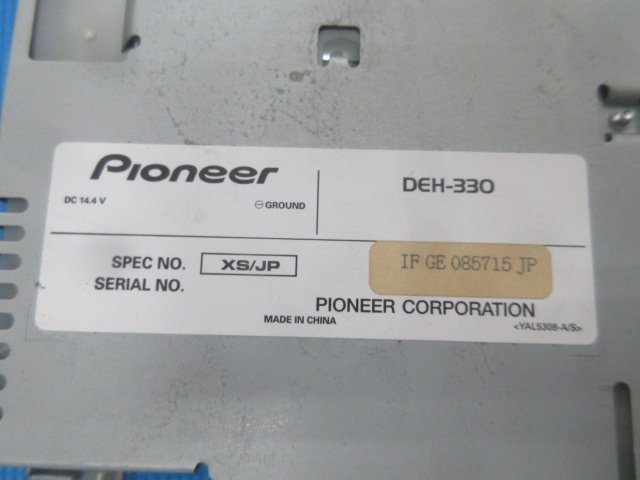 Pioneer
DEH-330
DC 14.4 V
⊖ GROUND
SPEC NO. XS/JP
SERIAL NO. IF GE 085715 JP
PIONEER CORPORATION
MADE IN CHINA
<YAL5308-A/S>